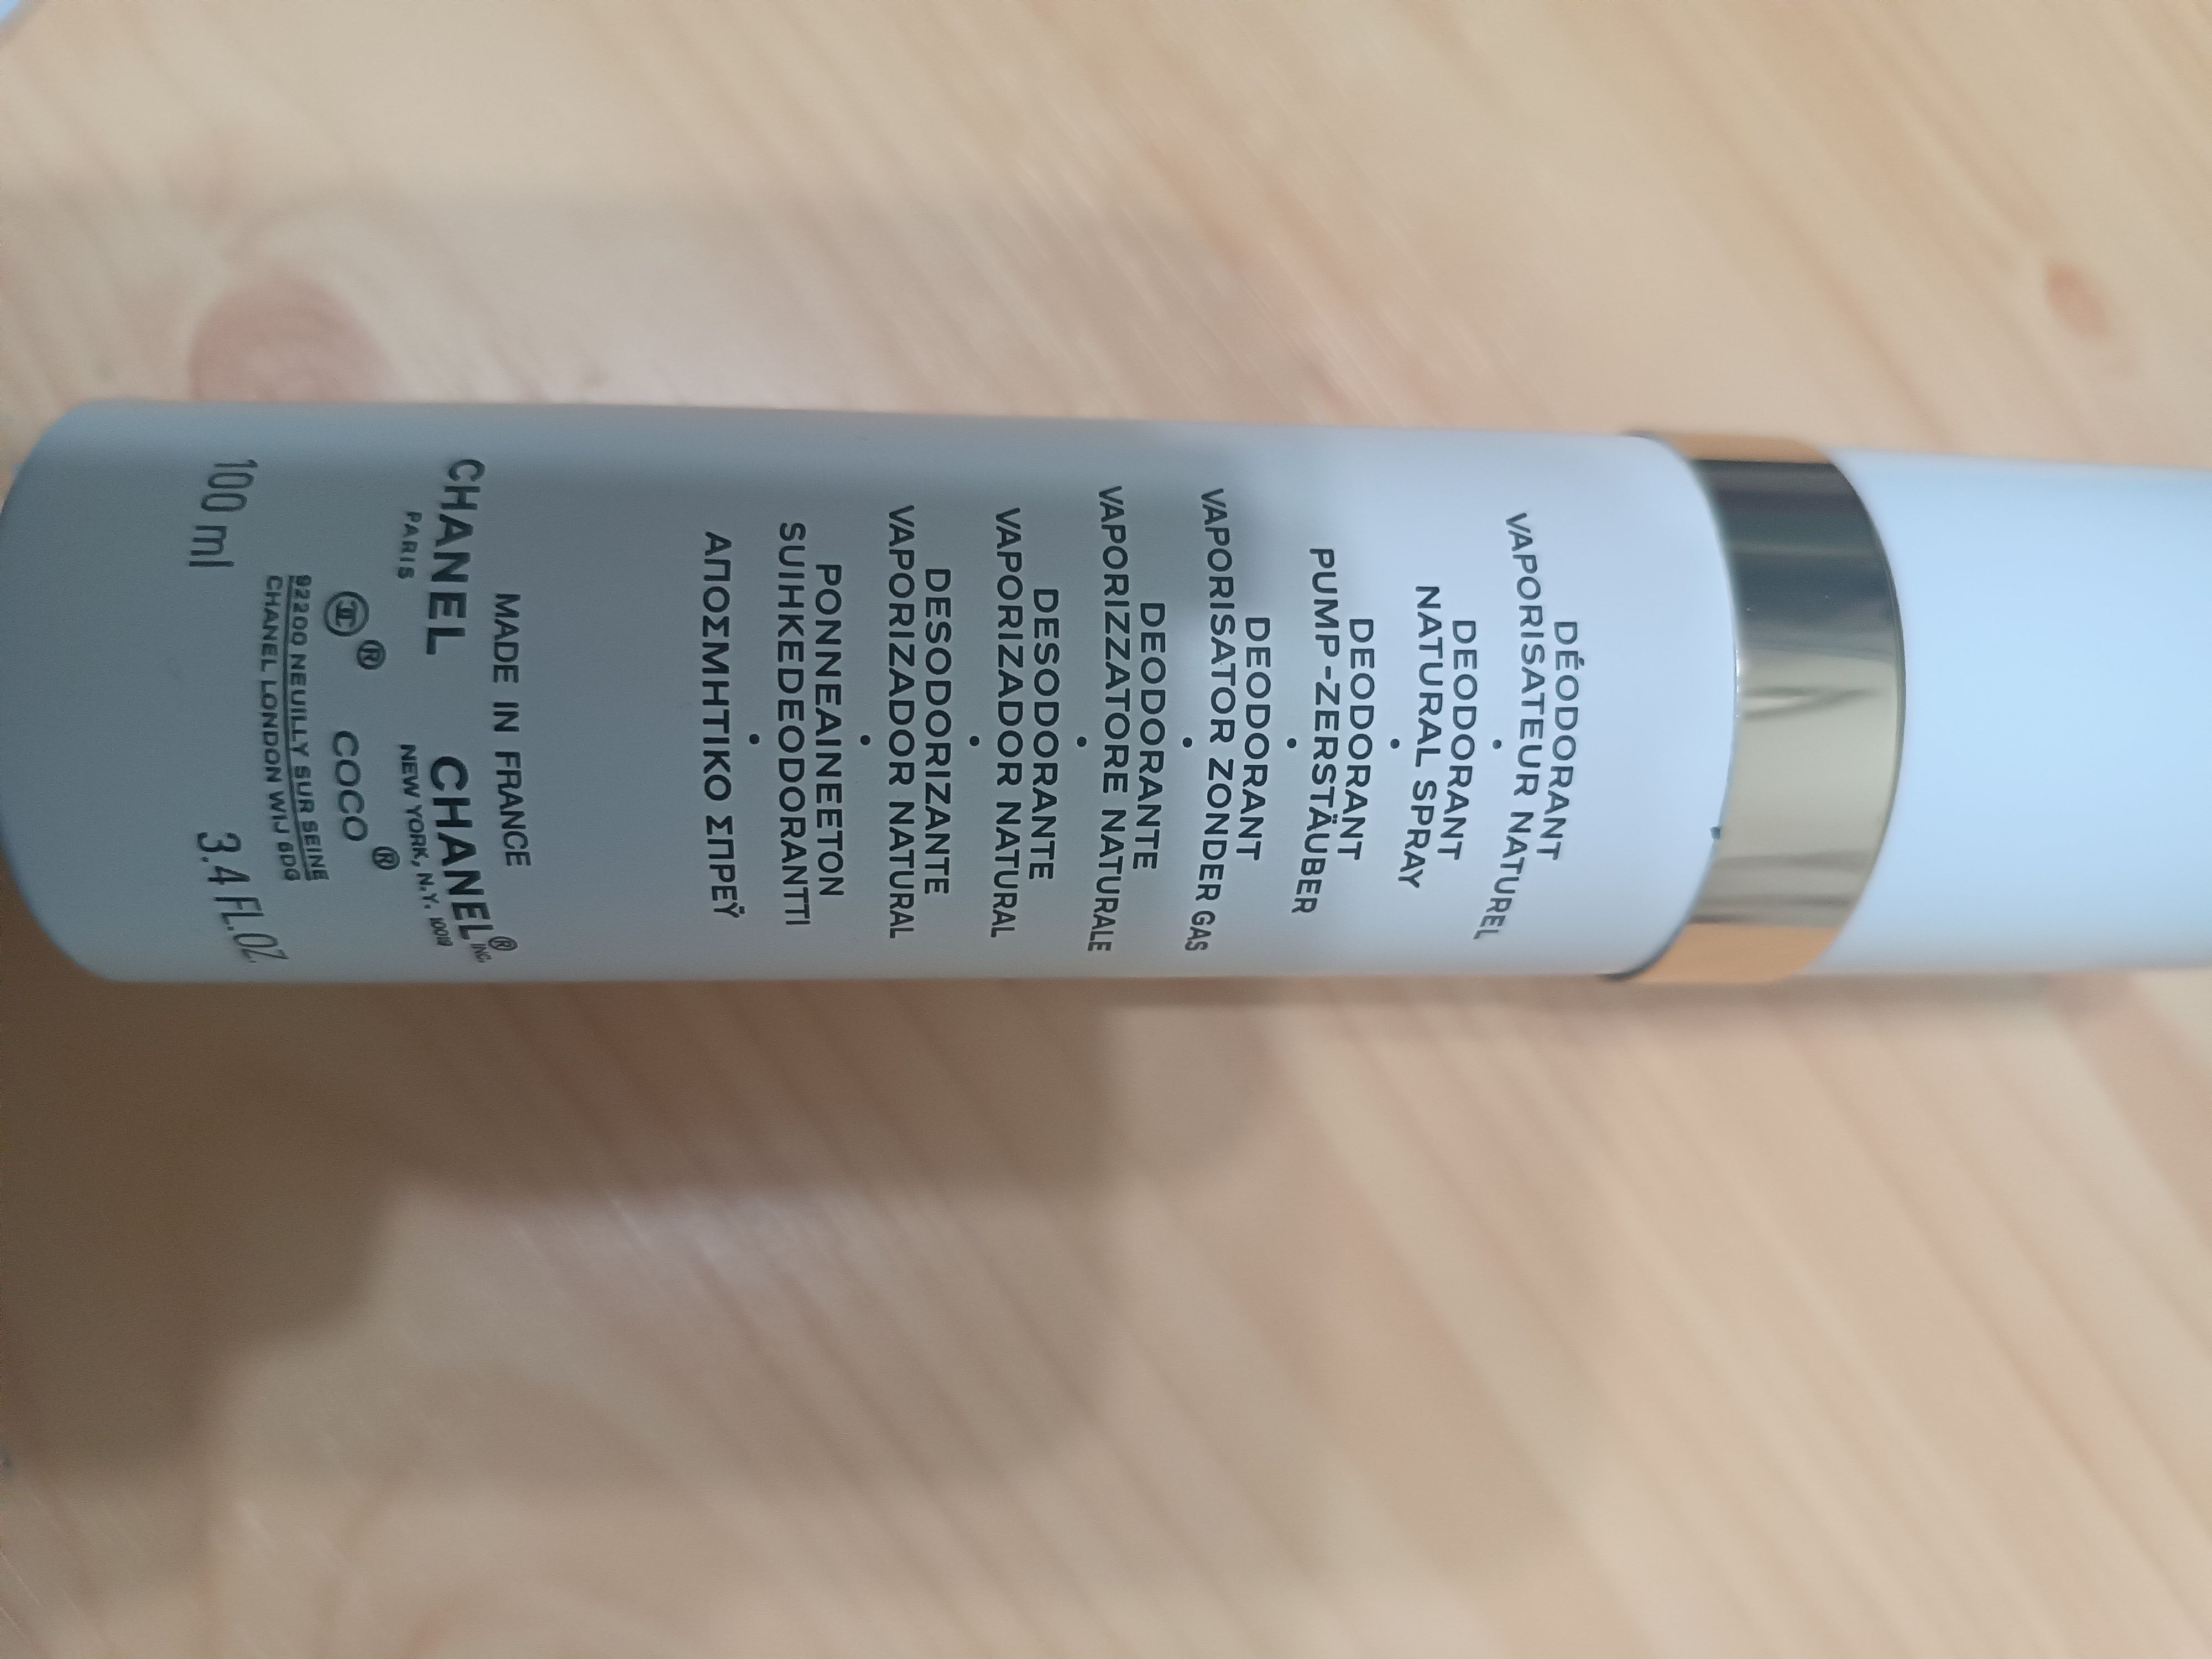 DÉODORANT
VAPORISATEUR NATUREL
•
DEODORANT
NATURAL SPRAY
•
DEODORANT
PUMP-ZERSTÄUBER
•
DEODORANT
VAPORISATOR ZONDER GAS
•
DEODORANTE
VAPORIZZATORE NATURALE
•
DESODORANTE
VAPORIZADOR NATURAL
•
DESODORIZANTE
VAPORIZADOR NATURAL
•
PONNEAINEETON
SUIHKEDEODORANTTI
•
ΑΠΟΣΜΗΤΙΚΟ ΣΠΡΕΫ
MADE IN FRANCE
CHANEL CHANEL® INC.
PARIS NEW YORK, N.Y. 10019
® COCO ®
92200 NEUILLY SUR SEINE
CHANEL LONDON W1J 6DG
100 ml 3.4 FL.OZ.